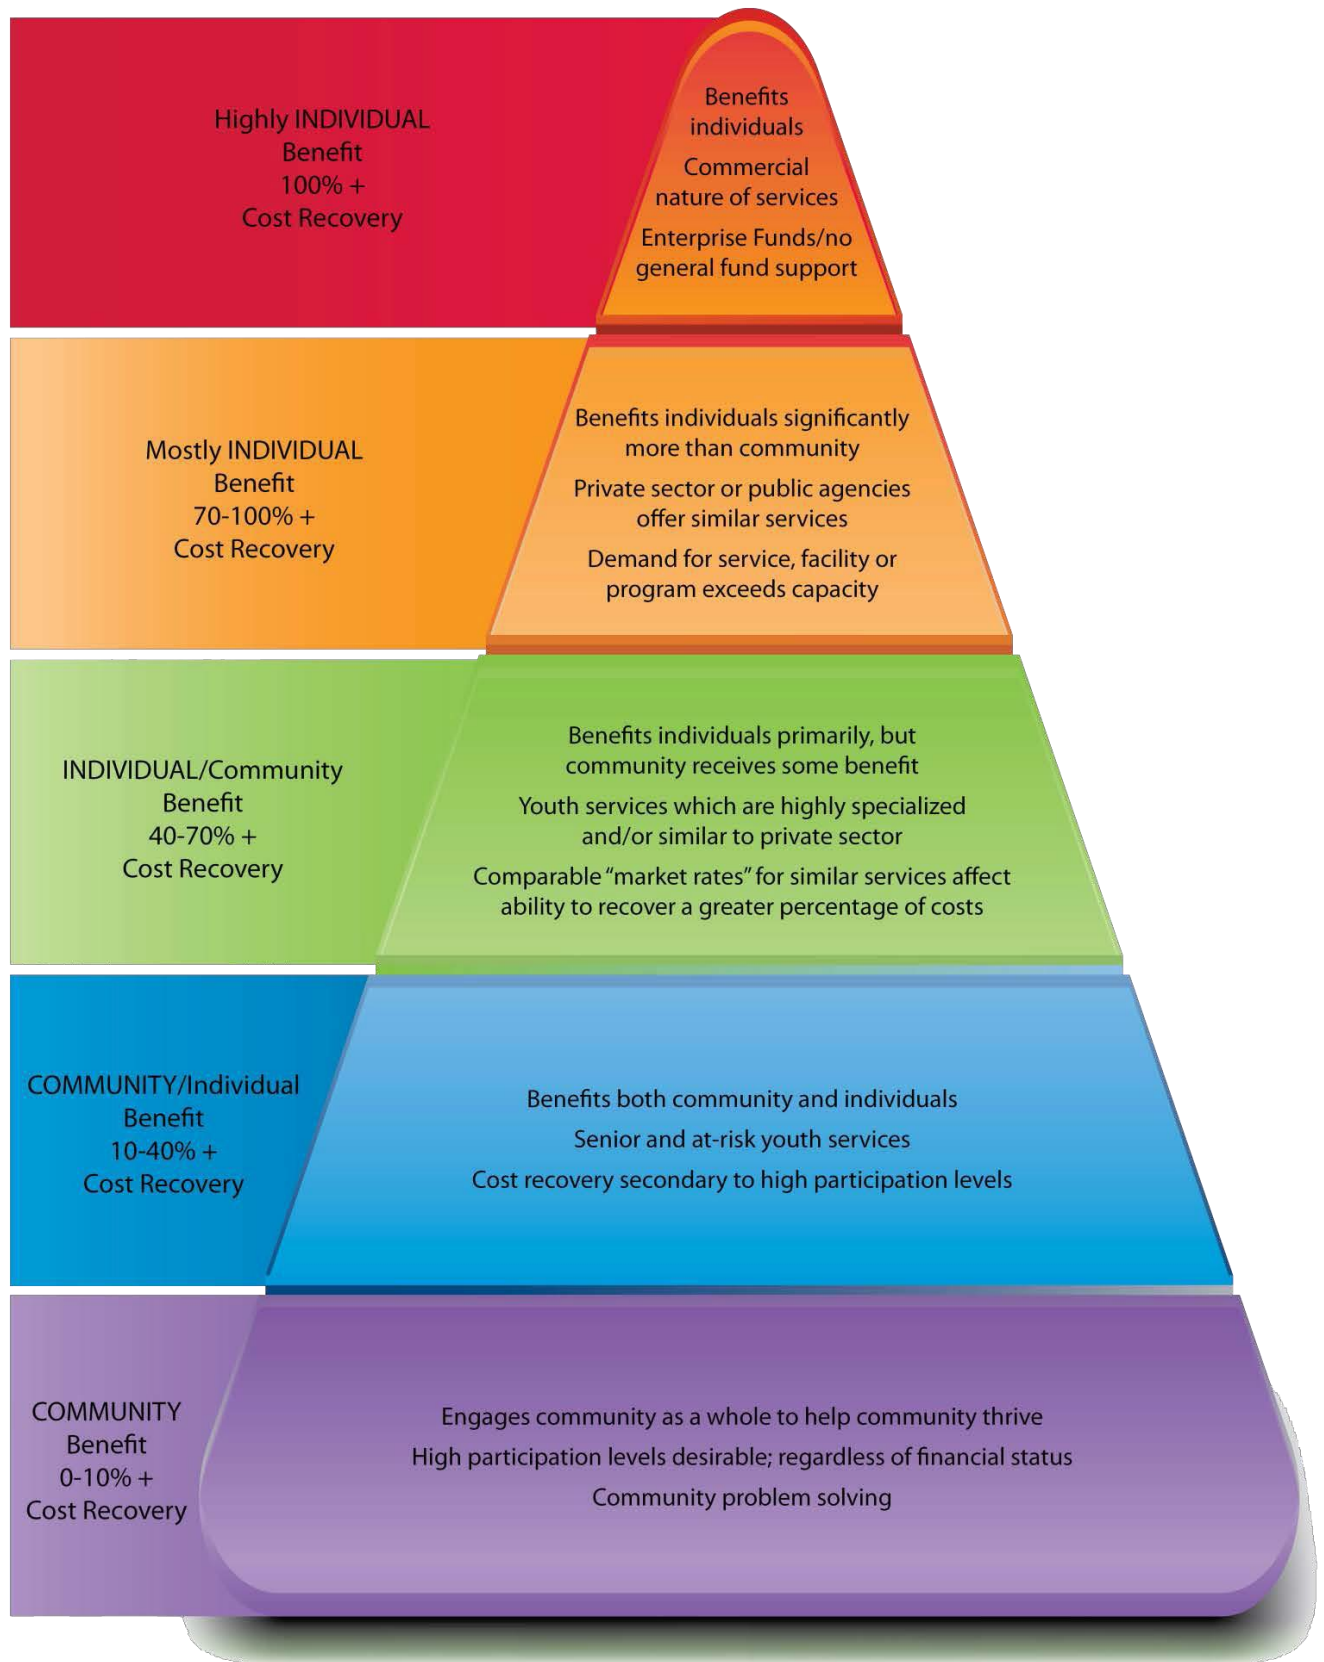 Highly INDIVIDUAL
Benefit
100% +
Cost Recovery
Benefits
individuals
Commercial
nature of services
Enterprise Funds/no
general fund support
Mostly INDIVIDUAL
Benefit
70-100% +
Cost Recovery
Benefits individuals significantly
more than community
Private sector or public agencies
offer similar services
Demand for service, facility or
program exceeds capacity
INDIVIDUAL/Community
Benefit
40-70% +
Cost Recovery
Benefits individuals primarily, but
community receives some benefit
Youth services which are highly specialized
and/or similar to private sector
Comparable “market rates” for similar services affect
ability to recover a greater percentage of costs
COMMUNITY/Individual
Benefit
10-40% +
Cost Recovery
Benefits both community and individuals
Senior and at-risk youth services
Cost recovery secondary to high participation levels
COMMUNITY
Benefit
0-10% +
Cost Recovery
Engages community as a whole to help community thrive
High participation levels desirable; regardless of financial status
Community problem solving